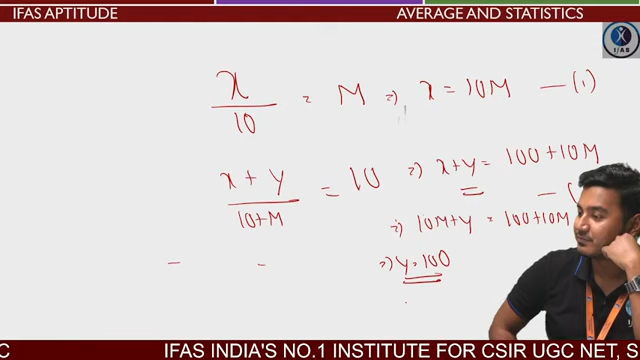 IFAS APTITUDE
AVERAGE AND STATISTICS
IFAS
x/10 = M ⇒ x = 10M — (1)
(x + y)/(10+M) = 10 ⇒ x+y = 100 + 10M
⇒ 10M+y = 100+10M
⇒ y = 100
C IFAS INDIA'S NO.1 INSTITUTE FOR CSIR UGC NET, S